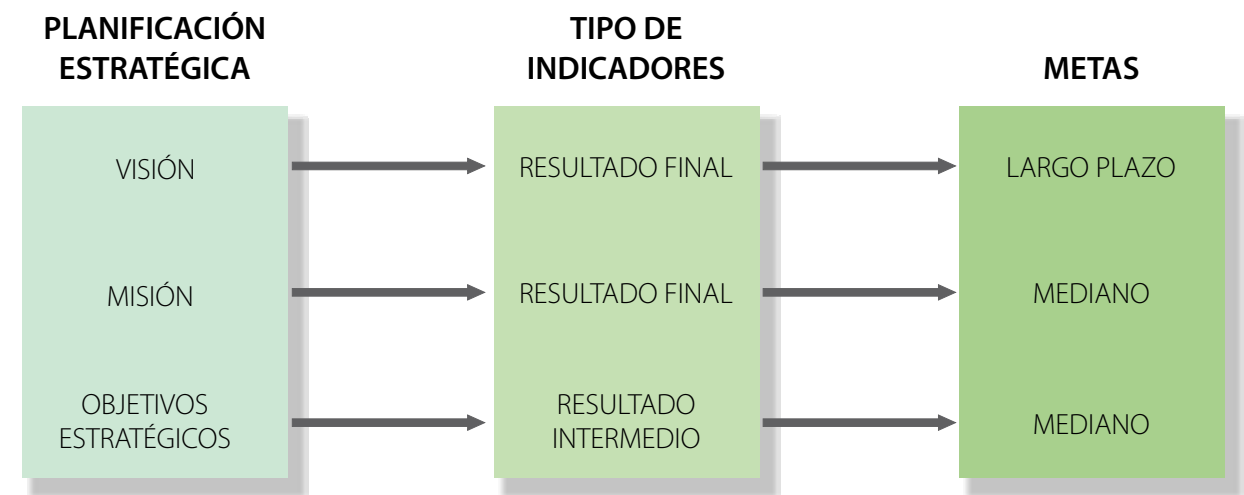 PLANIFICACIÓN
ESTRATÉGICA
TIPO DE
INDICADORES
METAS
VISIÓN
RESULTADO FINAL
LARGO PLAZO
MISIÓN
RESULTADO FINAL
MEDIANO
OBJETIVOS
ESTRATÉGICOS
RESULTADO
INTERMEDIO
MEDIANO